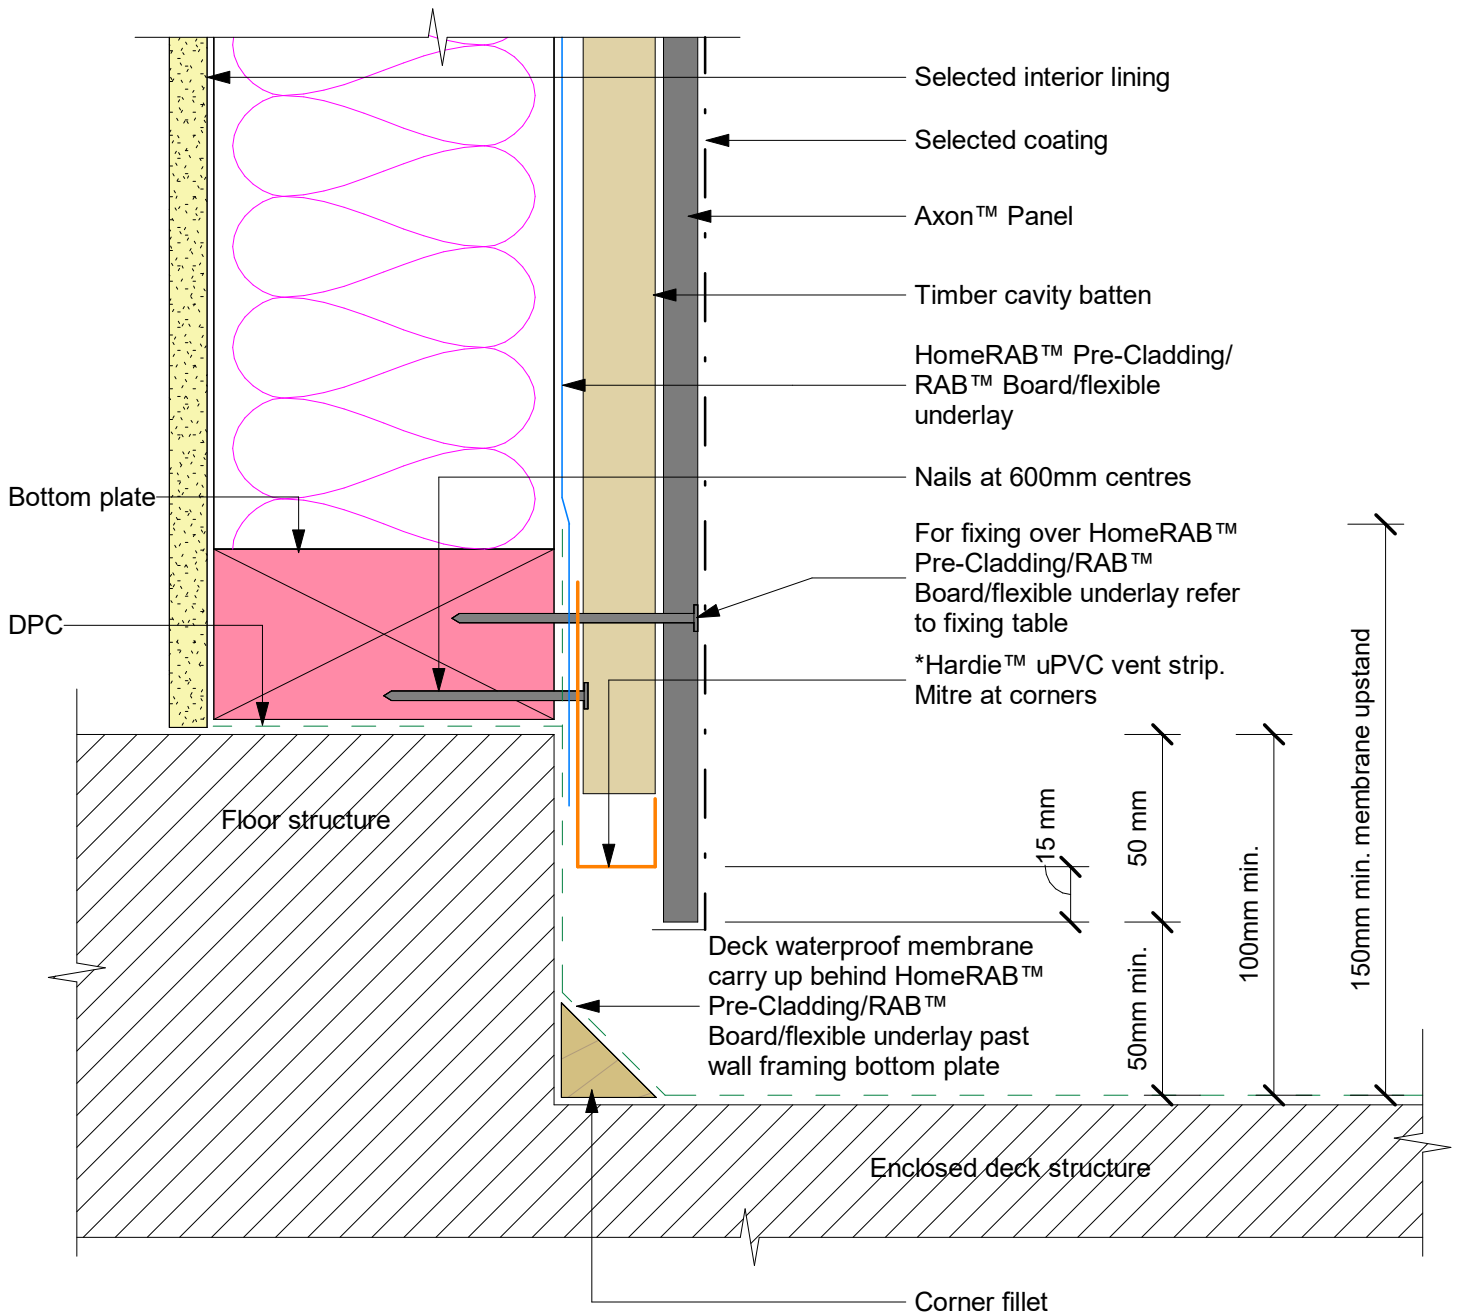 Selected interior lining
Selected coating
Axon™ Panel
Timber cavity batten
HomeRAB™ Pre-Cladding/
RAB™ Board/flexible
underlay
Nails at 600mm centres
For fixing over HomeRAB™
Pre-Cladding/RAB™
Board/flexible underlay refer
to fixing table
*Hardie™ uPVC vent strip.
Mitre at corners
Bottom plate
DPC
Floor structure
15 mm
50 mm
50mm min.
100mm min.
150mm min. membrane upstand
Deck waterproof membrane
carry up behind HomeRAB™
Pre-Cladding/RAB™
Board/flexible underlay past
wall framing bottom plate
Enclosed deck structure
Corner fillet